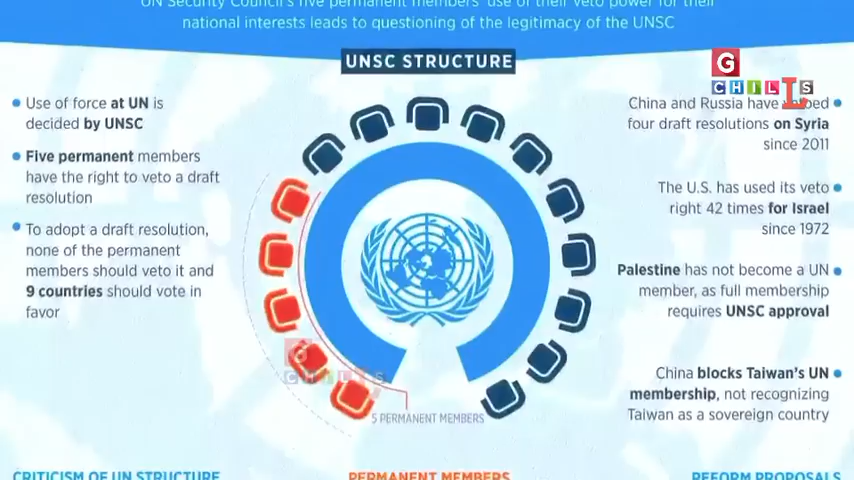 UN Security Council's five permanent members' use of their veto power for their
national interests leads to questioning of the legitimacy of the UNSC
UNSC STRUCTURE
G
CHILLS
Use of force at UN is
decided by UNSC
Five permanent members
have the right to veto a draft
resolution
To adopt a draft resolution,
none of the permanent
members should veto it and
9 countries should vote in
favor
China and Russia have
four draft resolutions on Syria
since 2011
The U.S. has used its veto
right 42 times for Israel
since 1972
Palestine has not become a UN
member, as full membership
requires UNSC approval
China blocks Taiwan's UN
membership, not recognizing
Taiwan as a sovereign country
G
CHILLS
5 PERMANENT MEMBERS
CRITICISM OF UN STRUCTURE
PERMANENT MEMBERS
REFORM PROPOSALS